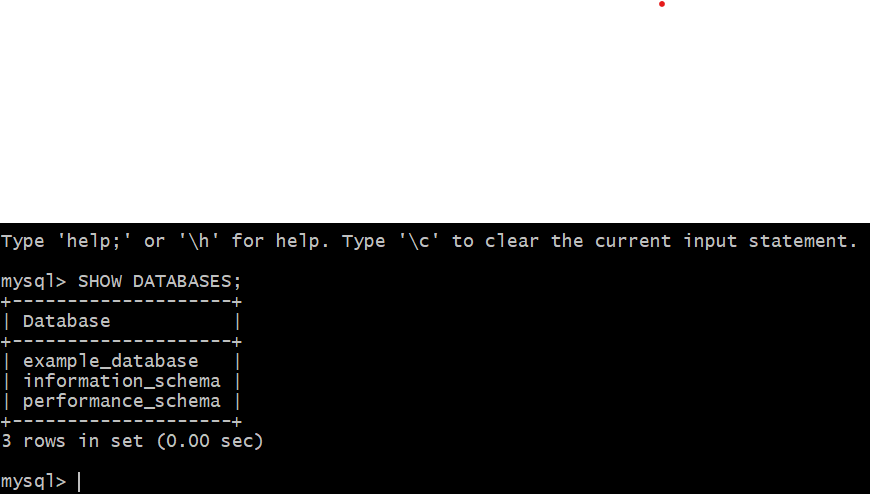 Type 'help;' or '\h' for help. Type '\c' to clear the current input statement.
mysql> SHOW DATABASES;
+--------------------+
| Database           |
+--------------------+
| example_database   |
| information_schema |
| performance_schema |
+--------------------+
3 rows in set (0.00 sec)
mysql>